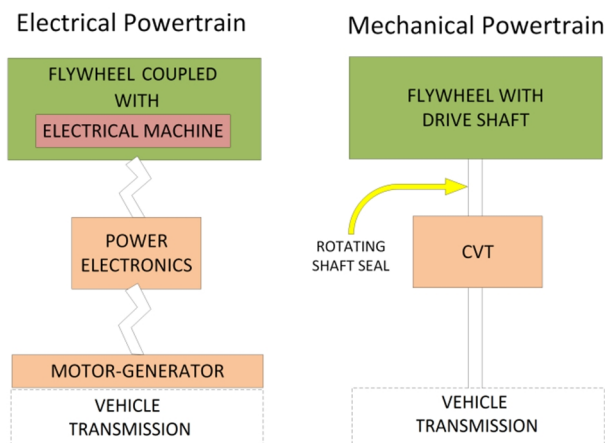 Electrical Powertrain
FLYWHEEL COUPLED
WITH
ELECTRICAL MACHINE
POWER
ELECTRONICS
MOTOR-GENERATOR
VEHICLE
TRANSMISSION
Mechanical Powertrain
FLYWHEEL WITH
DRIVE SHAFT
ROTATING
SHAFT SEAL
CVT
VEHICLE
TRANSMISSION